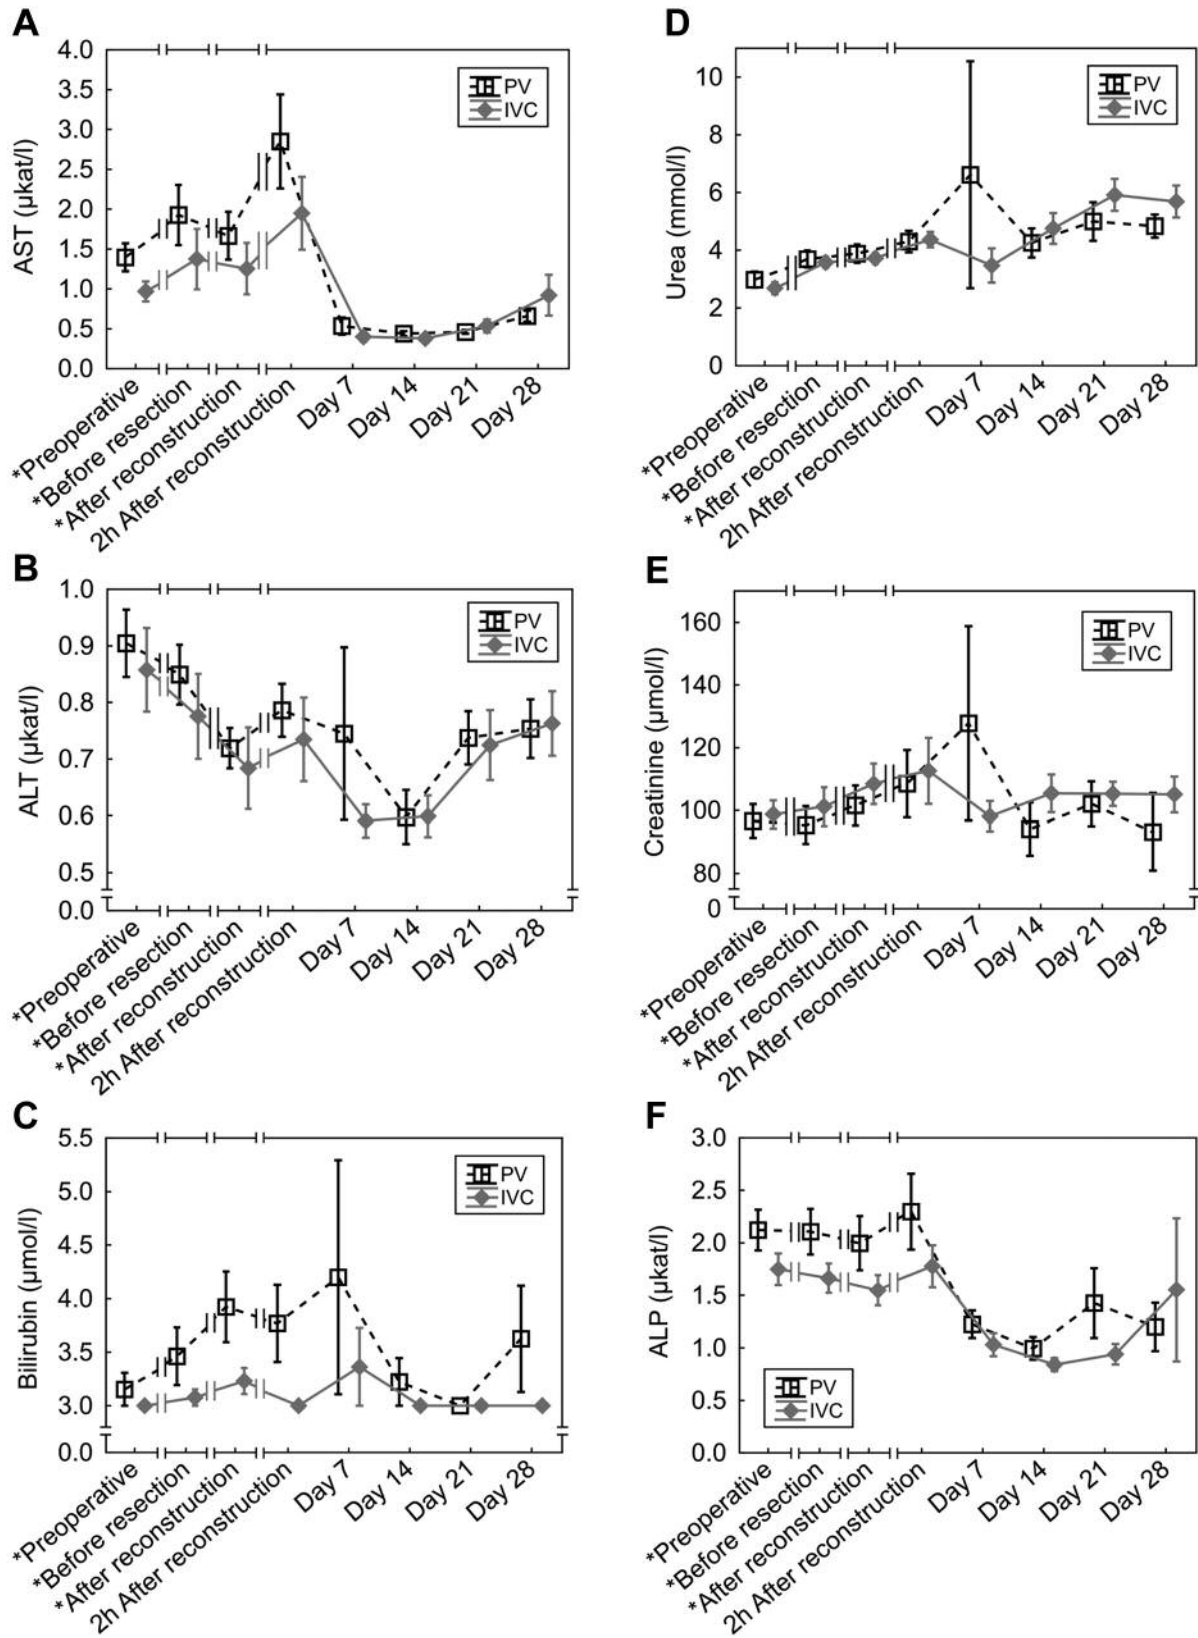 A
AST (µkat/l)
4.0
3.5
3.0
2.5
2.0
1.5
1.0
0.5
0.0
PV
IVC
*Preoperative
*Before resection
*After reconstruction
2h After reconstruction
Day 7
Day 14
Day 21
Day 28
B
ALT (µkat/l)
1.0
0.9
0.8
0.7
0.6
0.5
0.0
PV
IVC
*Preoperative
*Before resection
*After reconstruction
2h After reconstruction
Day 7
Day 14
Day 21
Day 28
C
Bilirubin (µmol/l)
5.5
5.0
4.5
4.0
3.5
3.0
0.0
PV
IVC
*Preoperative
*Before resection
*After reconstruction
2h After reconstruction
Day 7
Day 14
Day 21
Day 28
D
Urea (mmol/l)
10
8
6
4
2
0
PV
IVC
*Preoperative
*Before resection
*After reconstruction
2h After reconstruction
Day 7
Day 14
Day 21
Day 28
E
Creatinine (µmol/l)
160
140
120
100
80
0
PV
IVC
*Preoperative
*Before resection
*After reconstruction
2h After reconstruction
Day 7
Day 14
Day 21
Day 28
F
ALP (µkat/l)
3.0
2.5
2.0
1.5
1.0
0.5
0.0
PV
IVC
*Preoperative
*Before resection
*After reconstruction
2h After reconstruction
Day 7
Day 14
Day 21
Day 28